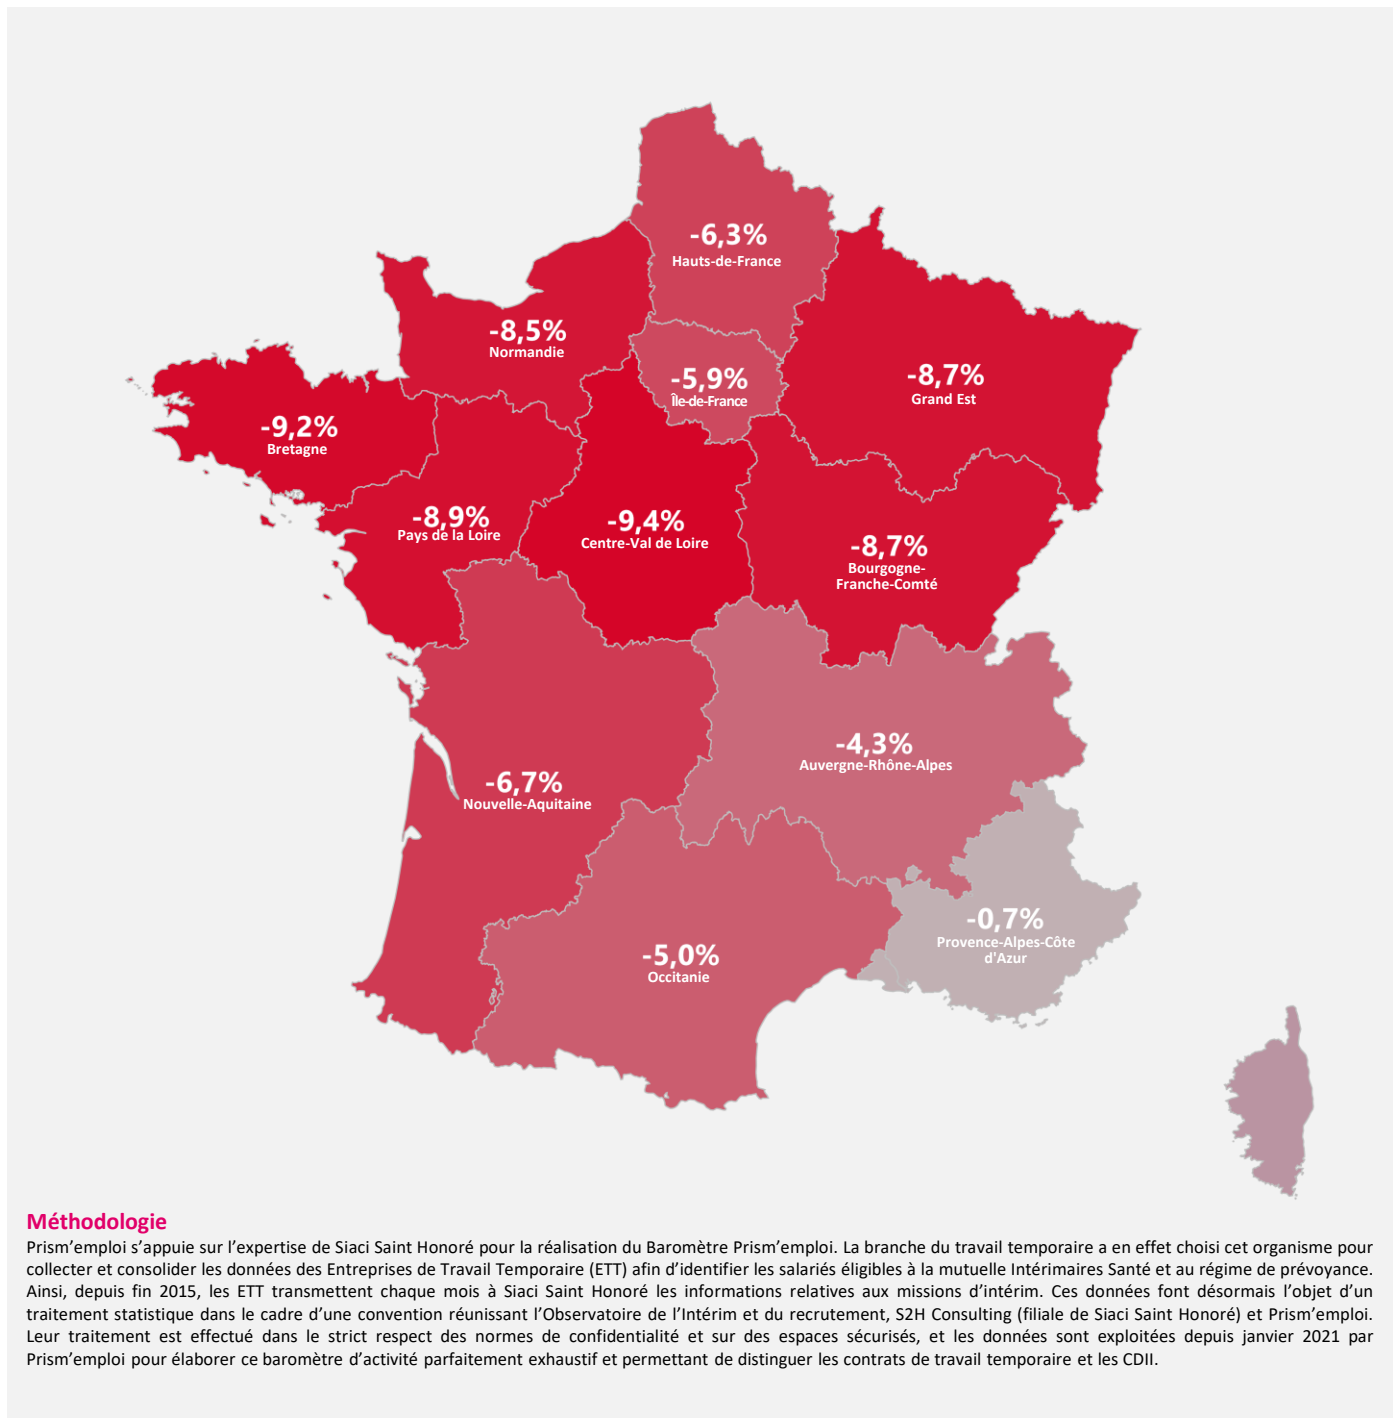 -6,3%
Hauts-de-France
-8,5%
Normandie
-5,9%
Île-de-France
-8,7%
Grand Est
-9,2%
Bretagne
-8,9%
Pays de la Loire
-9,4%
Centre-Val de Loire
-8,7%
Bourgogne-
Franche-Comté
-4,3%
Auvergne-Rhône-Alpes
-6,7%
Nouvelle-Aquitaine
-0,7%
Provence-Alpes-Côte
d'Azur
-5,0%
Occitanie
Méthodologie
Prism’emploi s’appuie sur l’expertise de Siaci Saint Honoré pour la réalisation du Baromètre Prism’emploi. La branche du travail temporaire a en effet choisi cet organisme pour
collecter et consolider les données des Entreprises de Travail Temporaire (ETT) afin d’identifier les salariés éligibles à la mutuelle Intérimaires Santé et au régime de prévoyance.
Ainsi, depuis fin 2015, les ETT transmettent chaque mois à Siaci Saint Honoré les informations relatives aux missions d’intérim. Ces données font désormais l’objet d’un
traitement statistique dans le cadre d’une convention réunissant l’Observatoire de l’Intérim et du recrutement, S2H Consulting (filiale de Siaci Saint Honoré) et Prism’emploi.
Leur traitement est effectué dans le strict respect des normes de confidentialité et sur des espaces sécurisés, et les données sont exploitées depuis janvier 2021 par
Prism’emploi pour élaborer ce baromètre d’activité parfaitement exhaustif et permettant de distinguer les contrats de travail temporaire et les CDII.